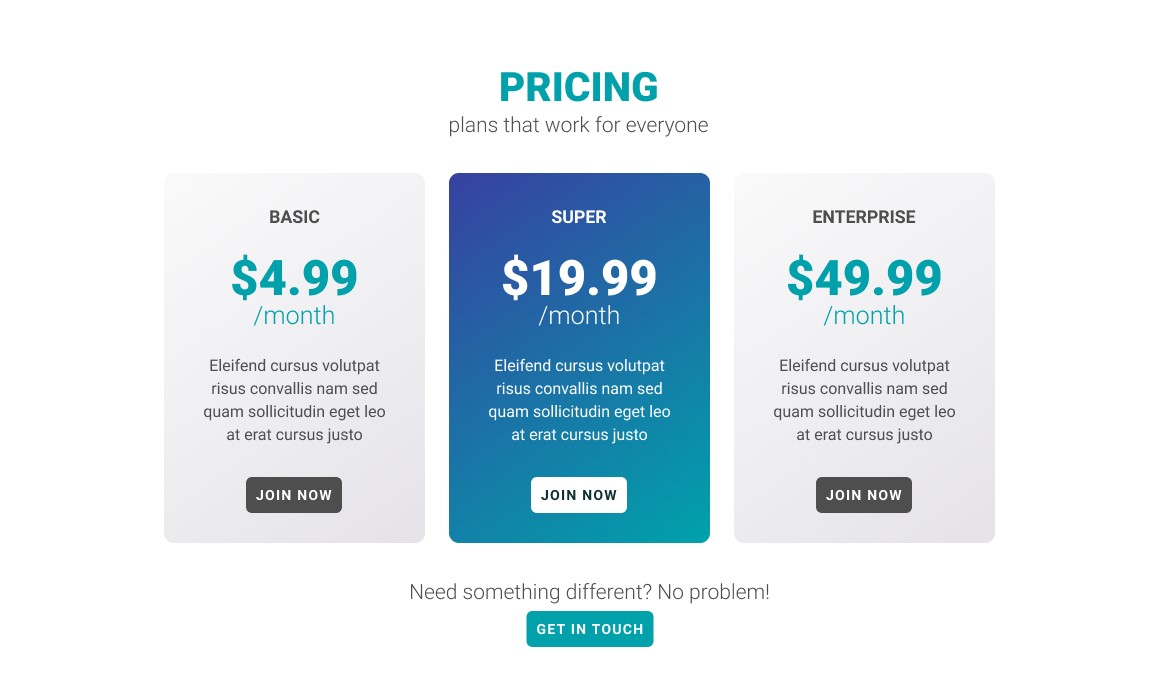 PRICING
plans that work for everyone
BASIC
$4.99
/month
Eleifend cursus volutpat
risus convallis nam sed
quam sollicitudin eget leo
at erat cursus justo
JOIN NOW
SUPER
$19.99
/month
Eleifend cursus volutpat
risus convallis nam sed
quam sollicitudin eget leo
at erat cursus justo
JOIN NOW
ENTERPRISE
$49.99
/month
Eleifend cursus volutpat
risus convallis nam sed
quam sollicitudin eget leo
at erat cursus justo
JOIN NOW
Need something different? No problem!
GET IN TOUCH